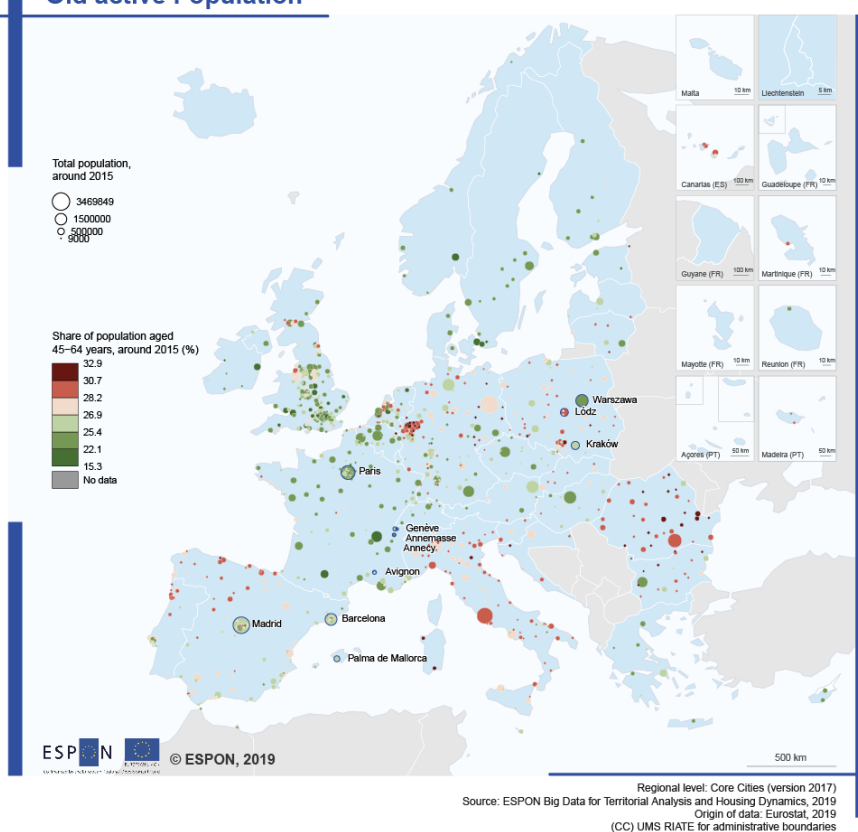 Old active Population
Total population,
around 2015
3469849
1500000
500000
9000
Share of population aged
45−64 years, around 2015 (%)
32.9
30.7
28.2
26.9
25.4
22.1
15.3
No data
Malta
10 km
Liechtenstein
5 km
Canarias (ES)
100 km
Guadeloupe (FR)
10 km
Guyane (FR)
100 km
Martinique (FR)
10 km
Mayotte (FR)
10 km
Reunion (FR)
10 km
Açores (PT)
50 km
Madeira (PT)
50 km
Warszawa
Lódz
Kraków
Paris
Genève
Annemasse
Annecy
Avignon
Madrid
Barcelona
Palma de Mallorca
ESPON
© ESPON, 2019
500 km
Regional level: Core Cities (version 2017)
Source: ESPON Big Data for Territorial Analysis and Housing Dynamics, 2019
Origin of data: Eurostat, 2019
(CC) UMS RIATE for administrative boundaries